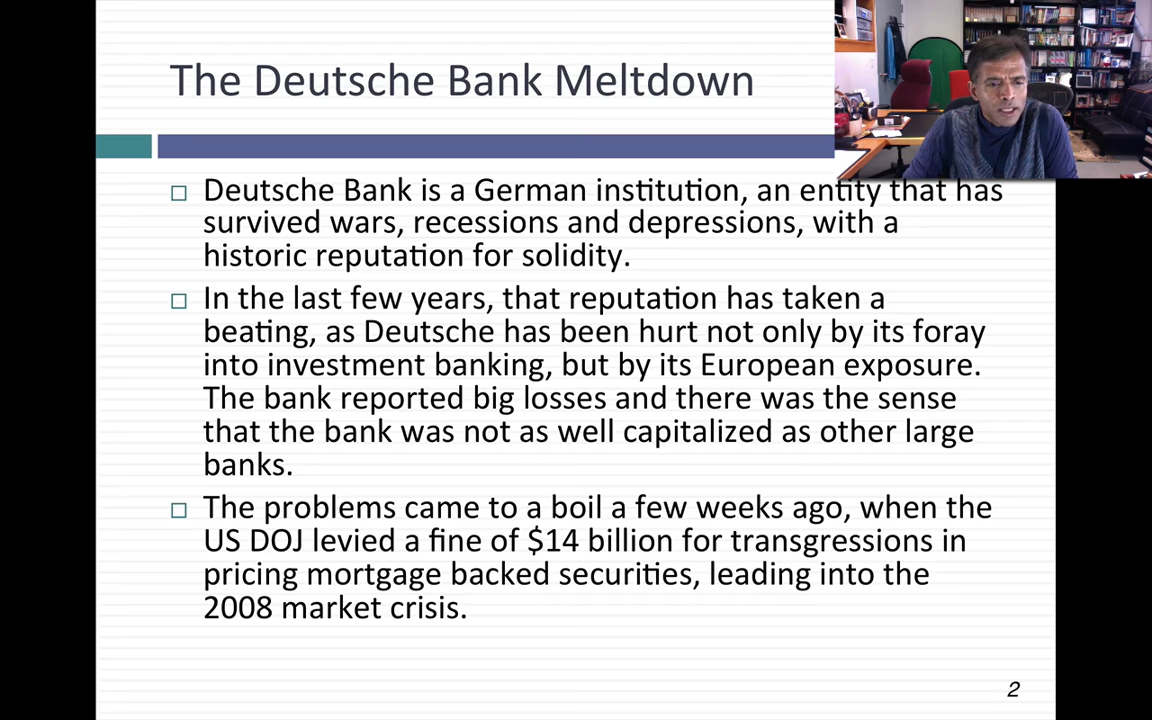 The Deutsche Bank Meltdown
Deutsche Bank is a German institution, an entity that has
survived wars, recessions and depressions, with a
historic reputation for solidity.
In the last few years, that reputation has taken a
beating, as Deutsche has been hurt not only by its foray
into investment banking, but by its European exposure.
The bank reported big losses and there was the sense
that the bank was not as well capitalized as other large
banks.
The problems came to a boil a few weeks ago, when the
US DOJ levied a fine of $14 billion for transgressions in
pricing mortgage backed securities, leading into the
2008 market crisis.
2